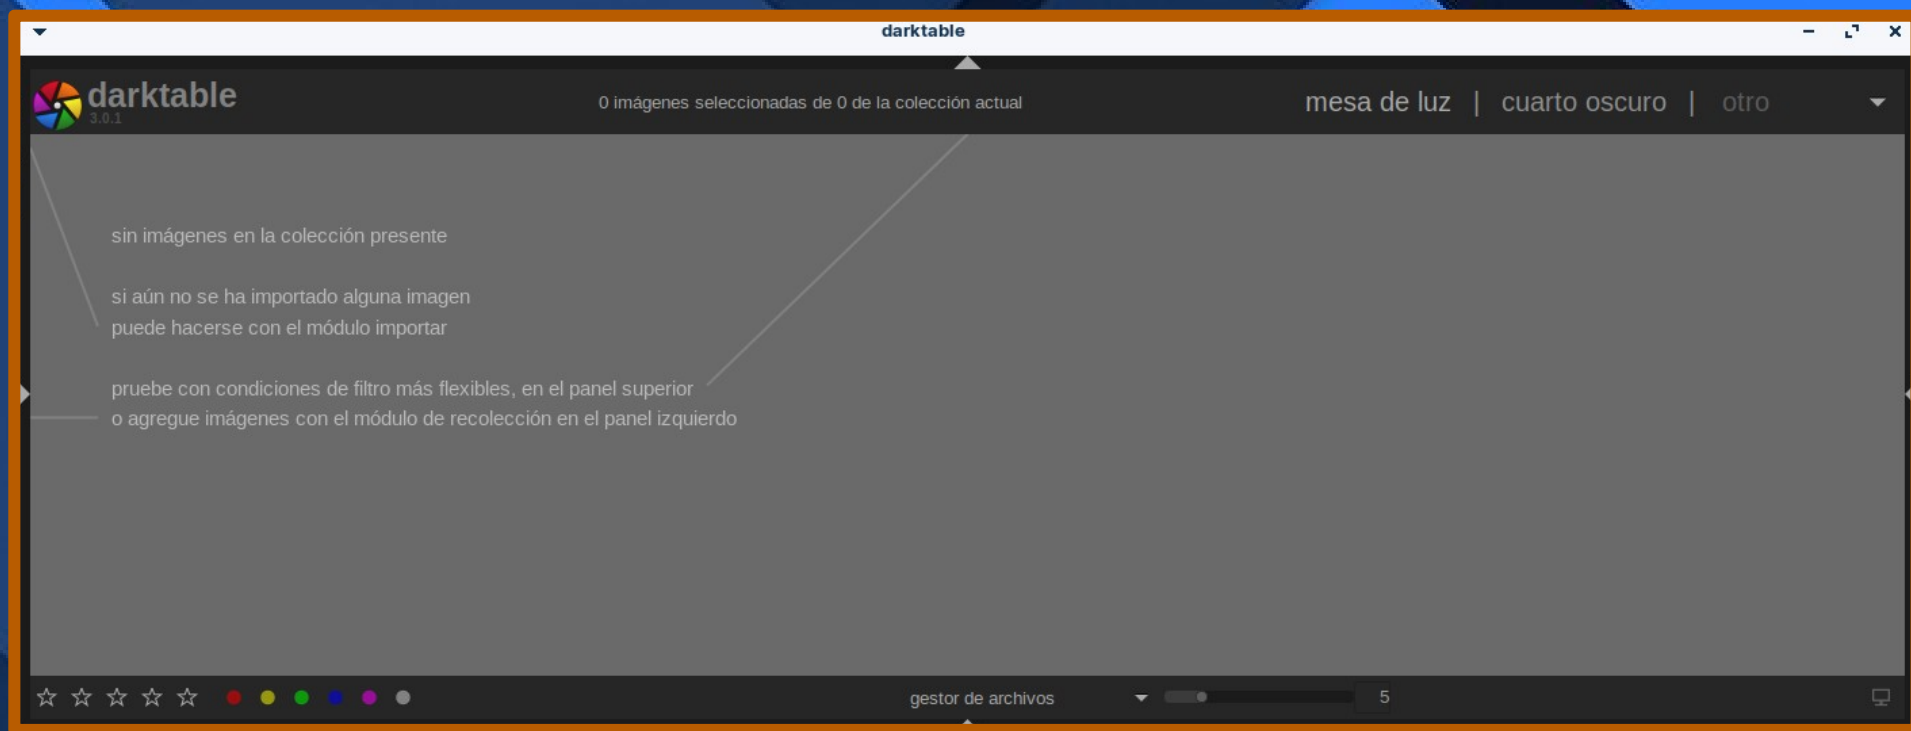 darktable
darktable
3.0.1
0 imágenes seleccionadas de 0 de la colección actual
mesa de luz | cuarto oscuro | otro
sin imágenes en la colección presente
si aún no se ha importado alguna imagen
puede hacerse con el módulo importar
pruebe con condiciones de filtro más flexibles, en el panel superior
o agregue imágenes con el módulo de recolección en el panel izquierdo
gestor de archivos
5